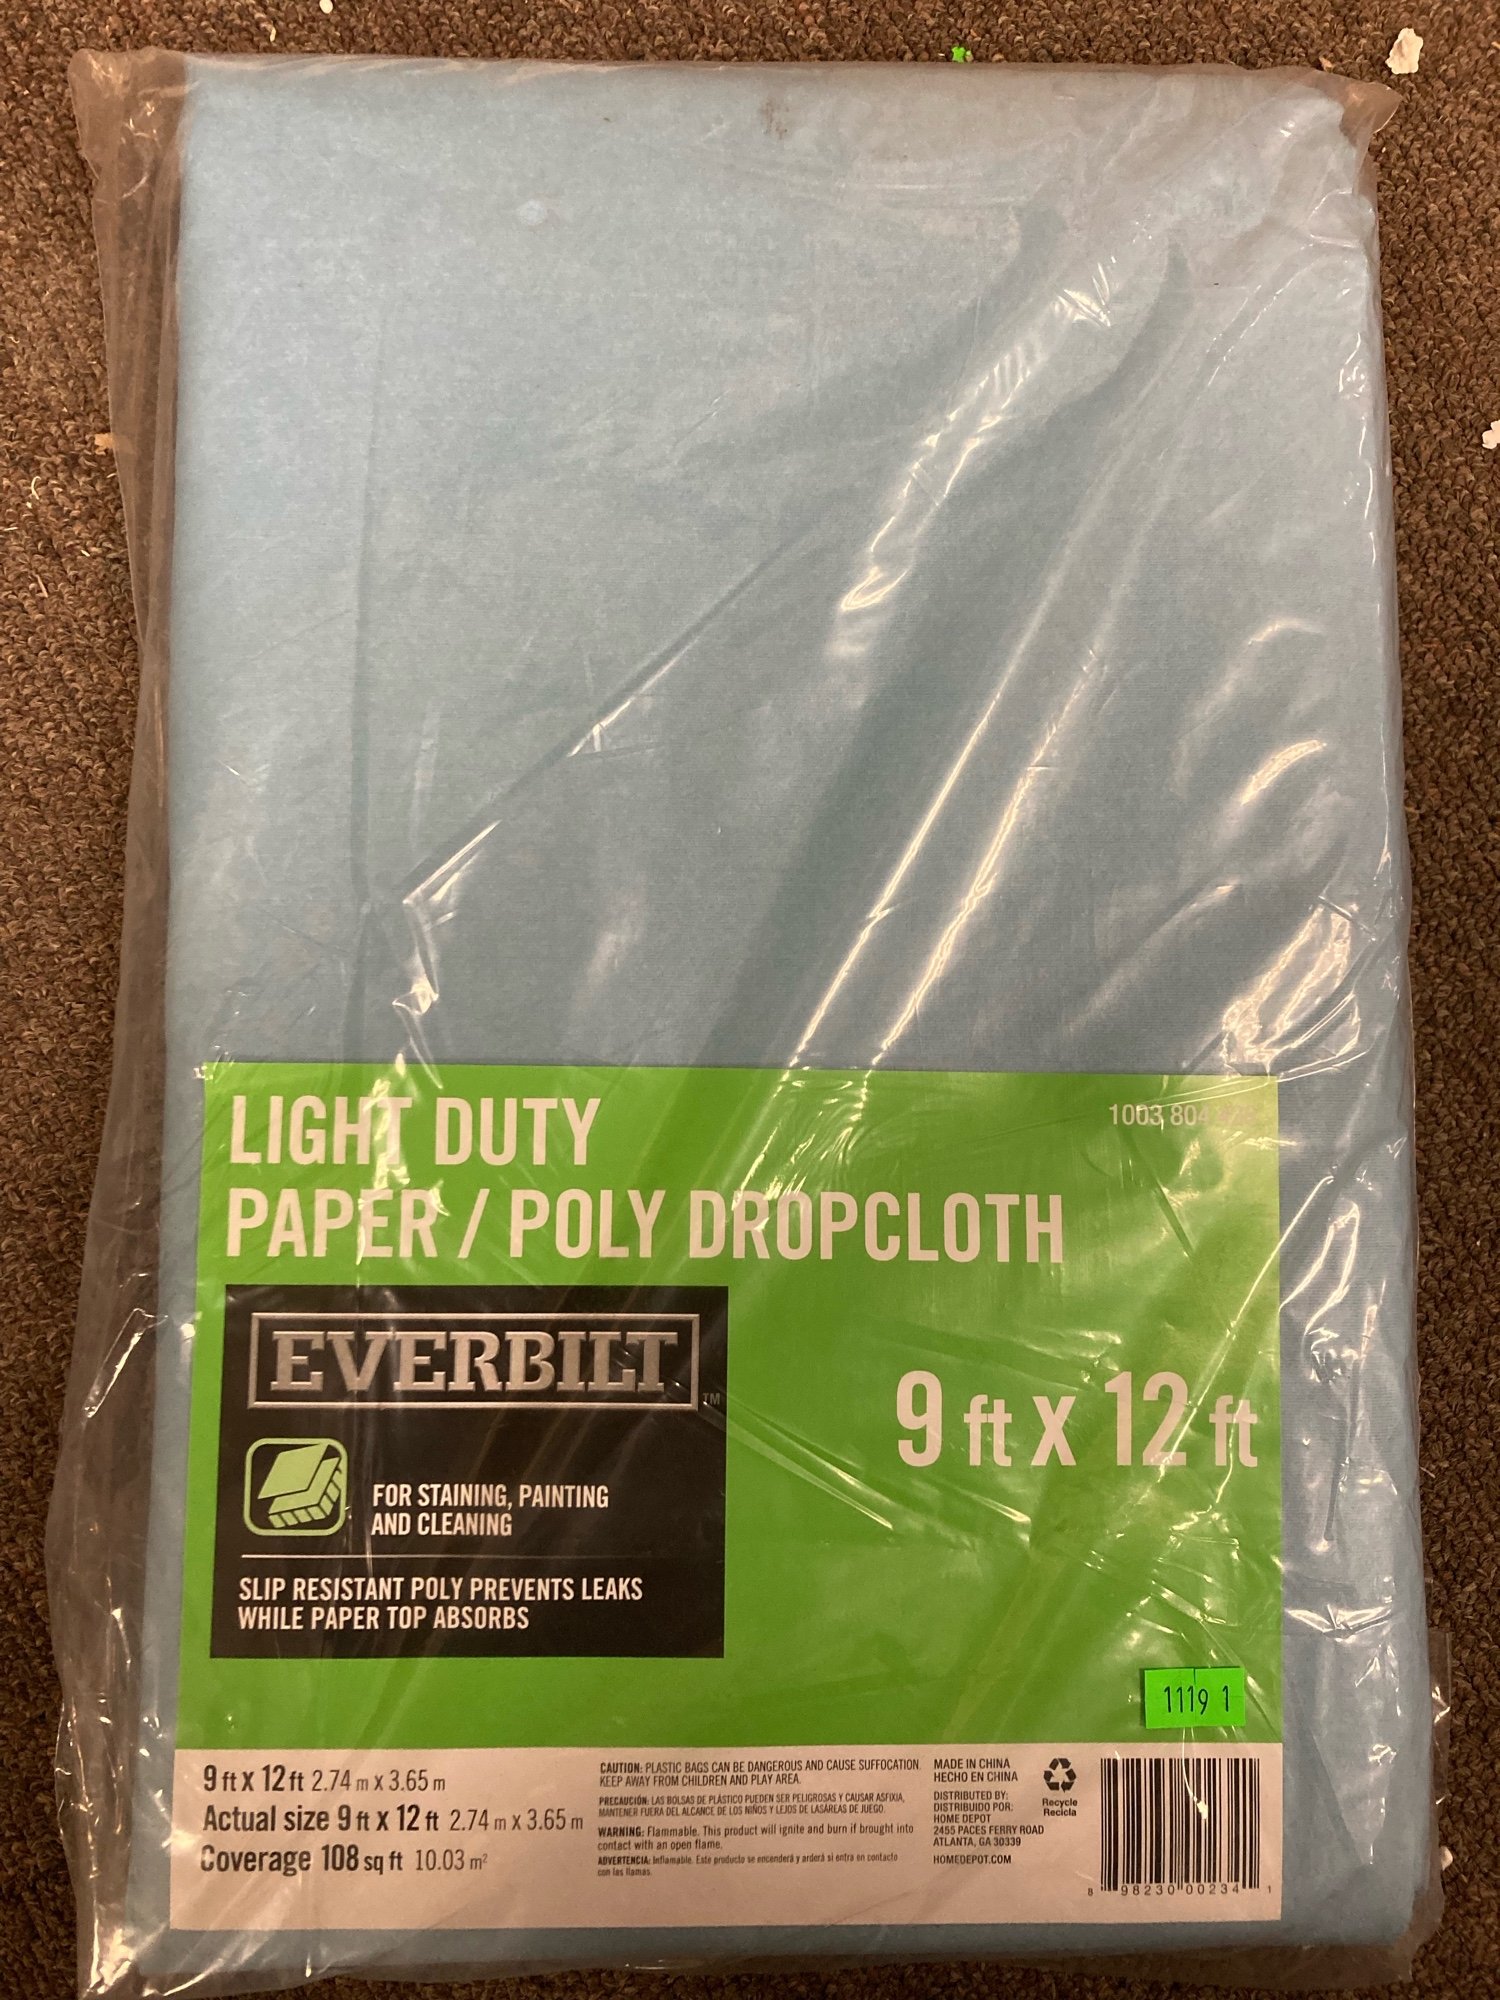 LIGHT DUTY
1003 804
PAPER / POLY DROPCLOTH
EVERBILT
TM
9 ft x 12 ft
FOR STAINING, PAINTING
AND CLEANING
SLIP RESISTANT POLY PREVENTS LEAKS
WHILE PAPER TOP ABSORBS
1119 1
9 ft x 12 ft 2.74 m x 3.65 m
Actual size 9 ft x 12 ft 2.74 m x 3.65 m
Coverage 108 sq ft 10.03 m²
CAUTION: PLASTIC BAGS CAN BE DANGEROUS AND CAUSE SUFFOCATION.
KEEP AWAY FROM CHILDREN AND PLAY AREA.
PRECAUCIÓN: LAS BOLSAS DE PLÁSTICO PUEDEN SER PELIGROSAS Y CAUSAR ASFIXIA,
MANTENER FUERA DEL ALCANCE DE LOS NIÑOS Y LEJOS DE LASÁREAS DE JUEGO.
WARNING: Flammable. This product will ignite and burn if brought into
contact with an open flame.
ADVERTENCIA: Inflamable. Este producto se encenderá y arderá si entra en contacto
con las llamas.
MADE IN CHINA
HECHO EN CHINA
DISTRIBUTED BY:
DISTRIBUIDO POR:
HOME DEPOT
2455 PACES FERRY ROAD
ATLANTA, GA 30339
HOMEDEPOT.COM
Recycle
Recicla
8 98230 00234 1